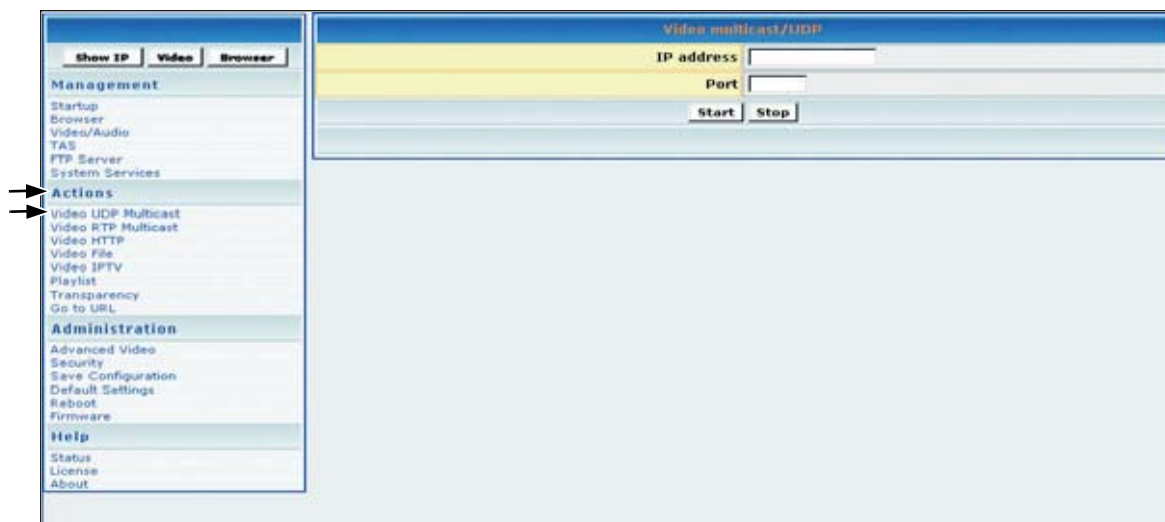 Show IP Video Browser
Management
Startup
Browser
Video/Audio
TAS
FTP Server
System Services
Actions
Video UDP Multicast
Video RTP Multicast
Video HTTP
Video File
Video IPTV
Playlist
Transparency
Go to URL
Administration
Advanced Video
Security
Save Configuration
Default Settings
Reboot
Firmware
Help
Status
License
About
Video multicast/UDP
IP address
Port
Start Stop